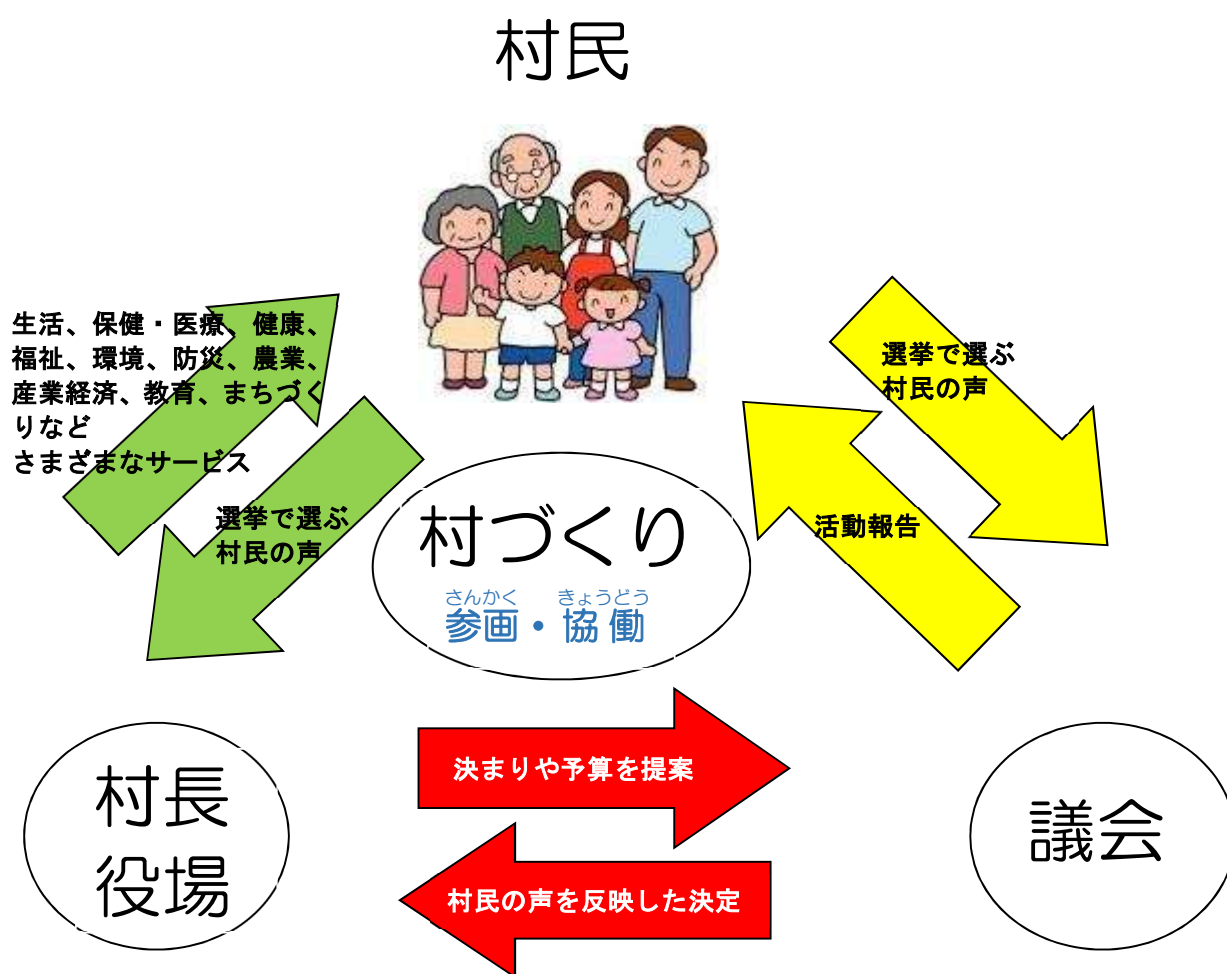 村民
生活、保健・医療、健康、
福祉、環境、防災、農業、
産業経済、教育、まちづく
りなど
さまざまなサービス
選挙で選ぶ
村民の声
選挙で選ぶ
村民の声
活動報告
村づくり
さんかく きょうどう
参画・協働
決まりや予算を提案
村民の声を反映した決定
村長
役場
議会